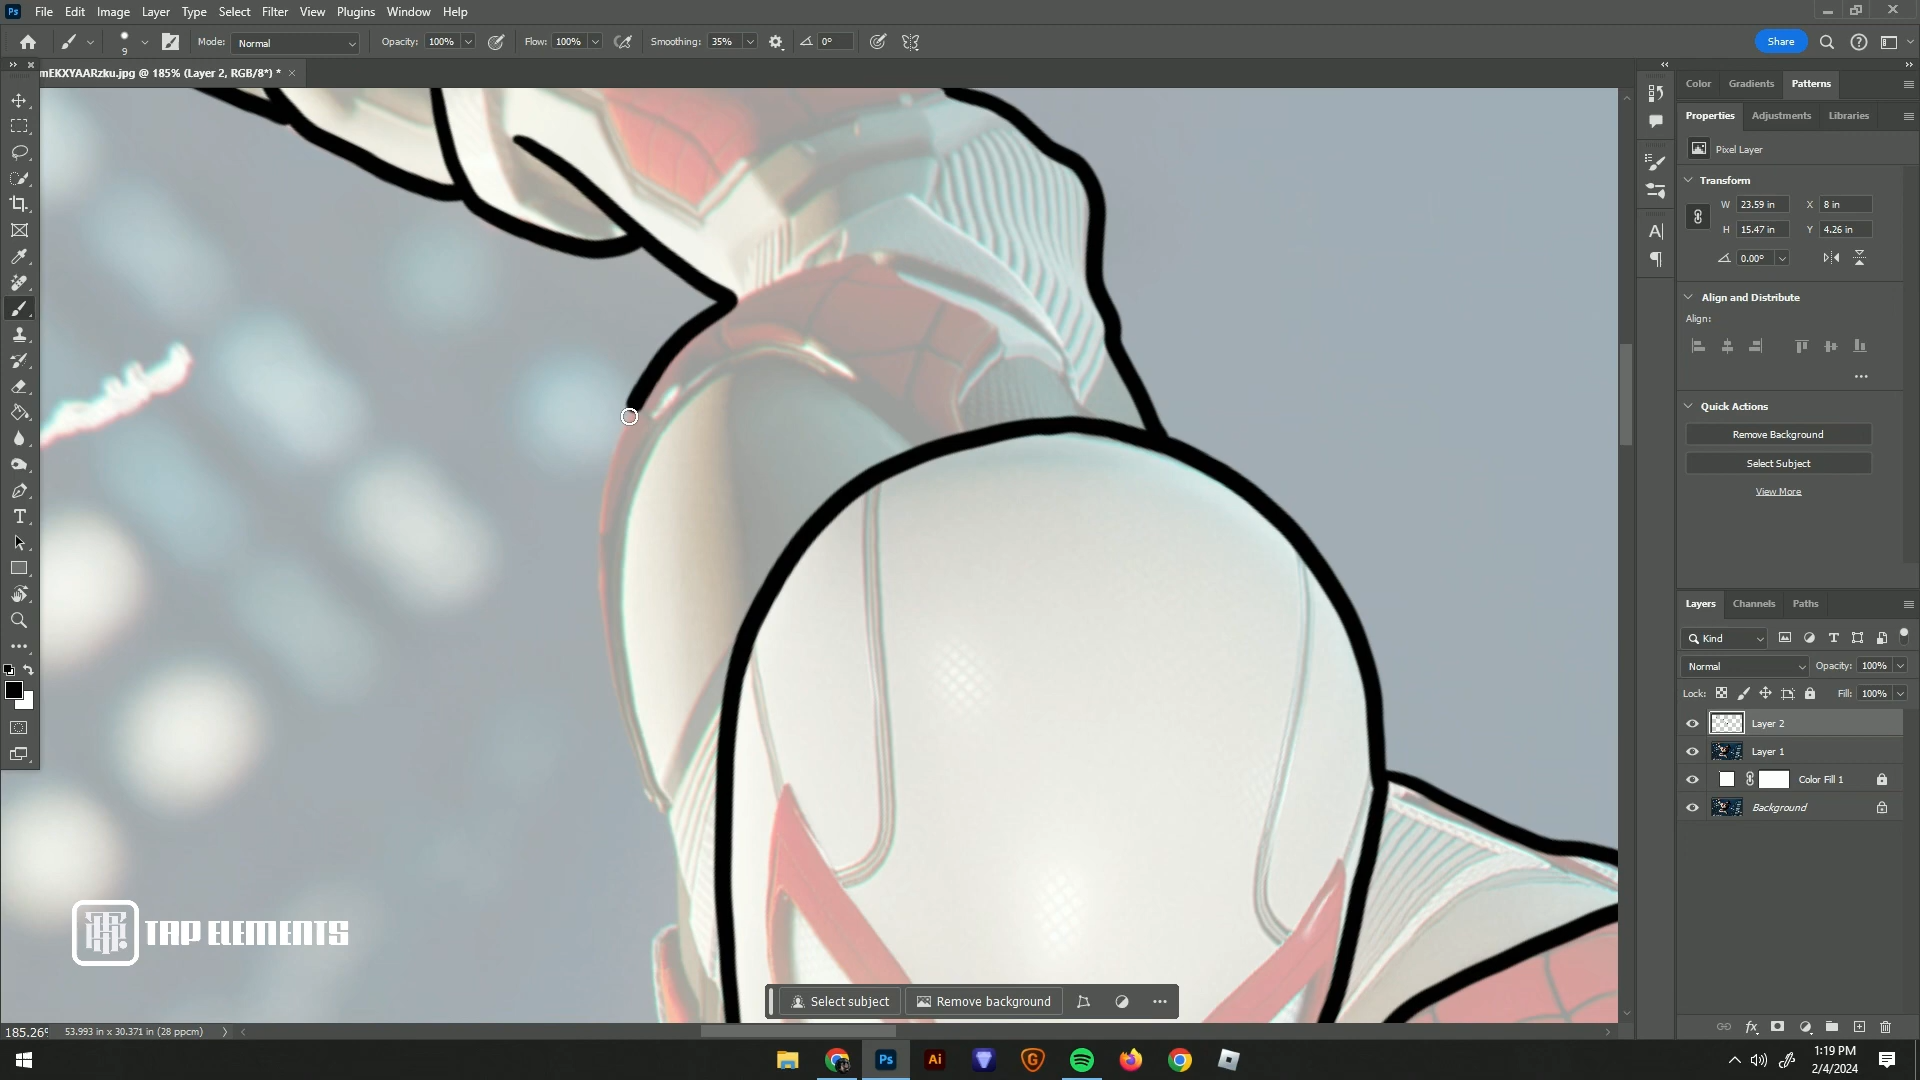 Ps File Edit Image Layer Type Select Filter View Plugins Window Help
9 Mode: Normal Opacity: 100% Flow: 100% Smoothing: 35% 0° Share
mEKXYAARzku.jpg @ 185% (Layer 2, RGB/8*) *
Color Gradients Patterns
Properties Adjustments Libraries
Pixel Layer
Transform
W 23.59 in X 8 in
H 15.47 in Y 4.26 in
0.00°
Align and Distribute
Align:
Quick Actions
Remove Background
Select Subject
View More
Layers Channels Paths
Kind
Normal Opacity: 100%
Lock: Fill: 100%
Layer 2
Layer 1
Color Fill 1
Background
TAP ELEMENTS
Select subject Remove background
185.26% 53.993 in x 30.371 in (28 ppcm)
Ps Ai
1:19 PM
2/4/2024